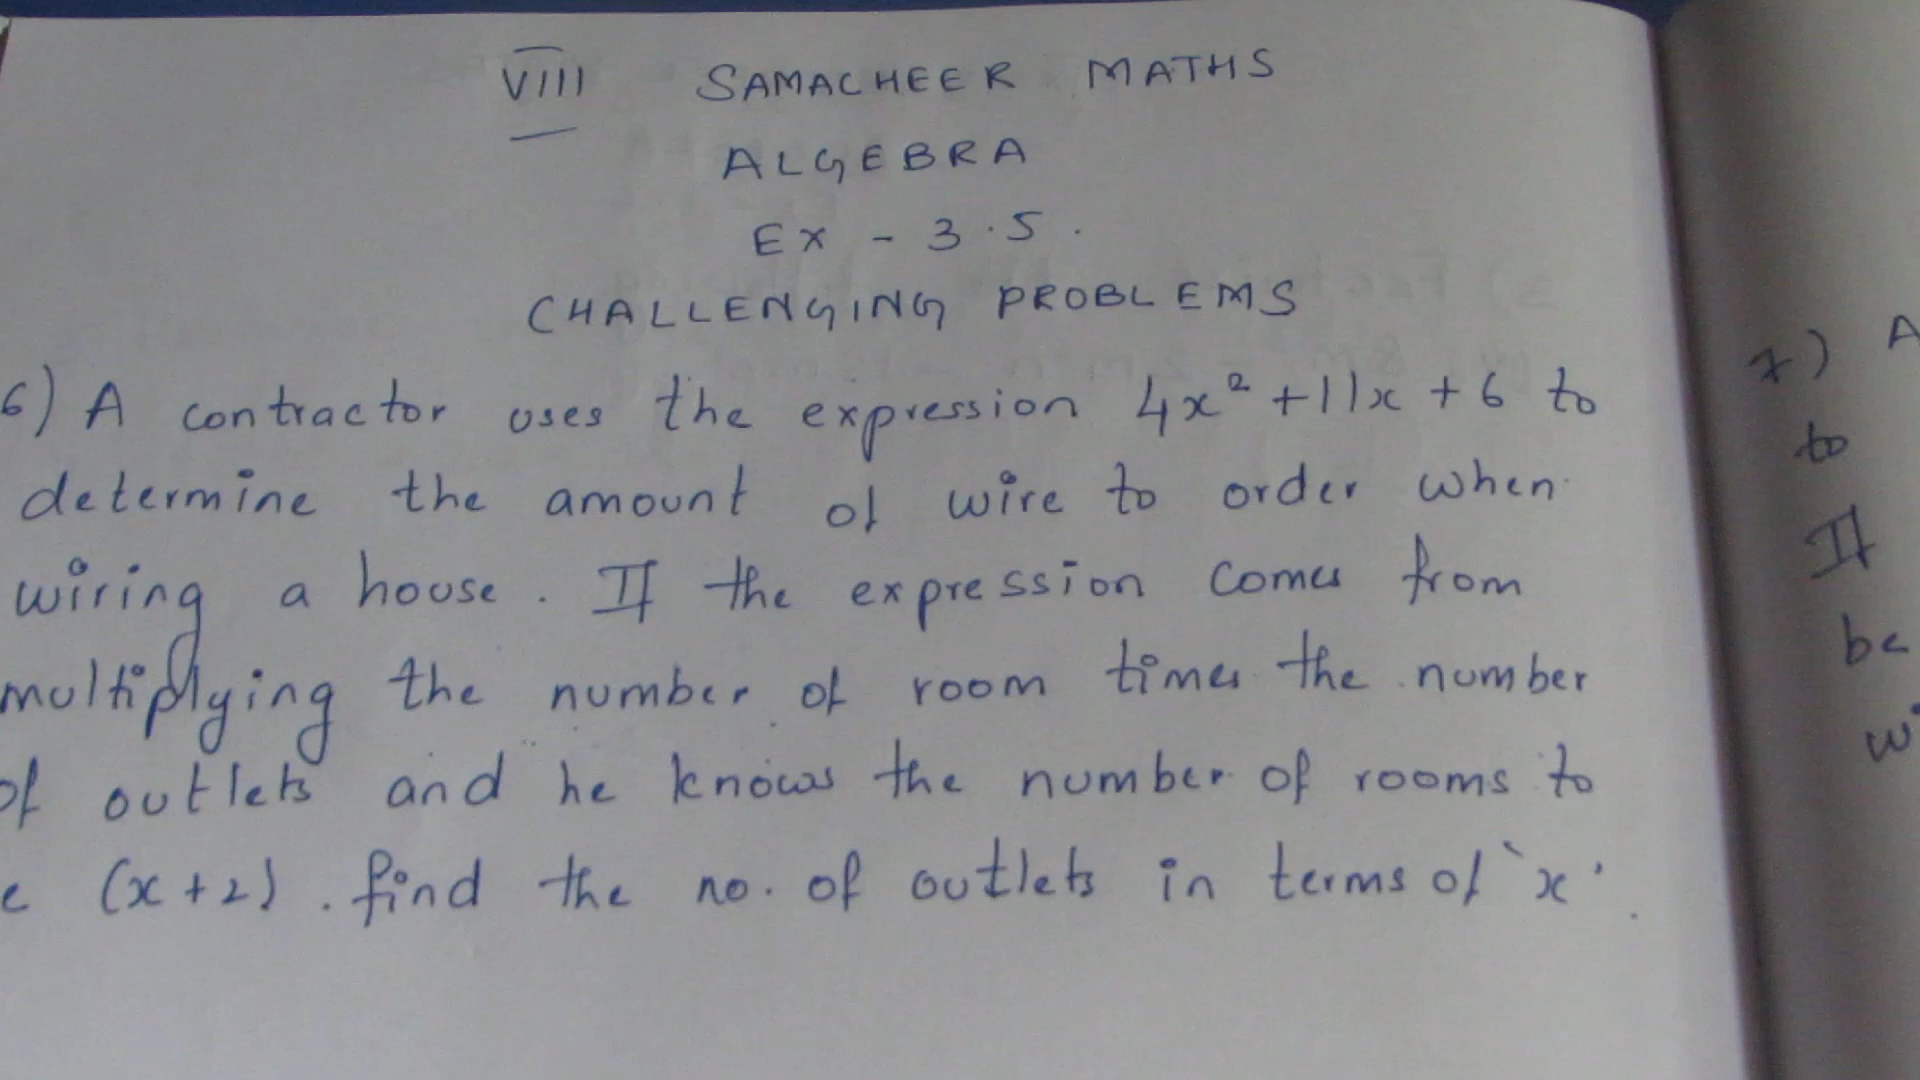 VIII SAMACHEER MATHS
ALGEBRA
EX - 3.5.
CHALLENGING PROBLEMS
6) A contractor uses the expression 4x² + 11x + 6 to
determine the amount of wire to order when
wiring a house. If the expression comes from
multiplying the number of room times the number
of outlets and he knows the number of rooms to
e (x+2). find the no. of outlets in terms of `x'.
7) A
to
If
be